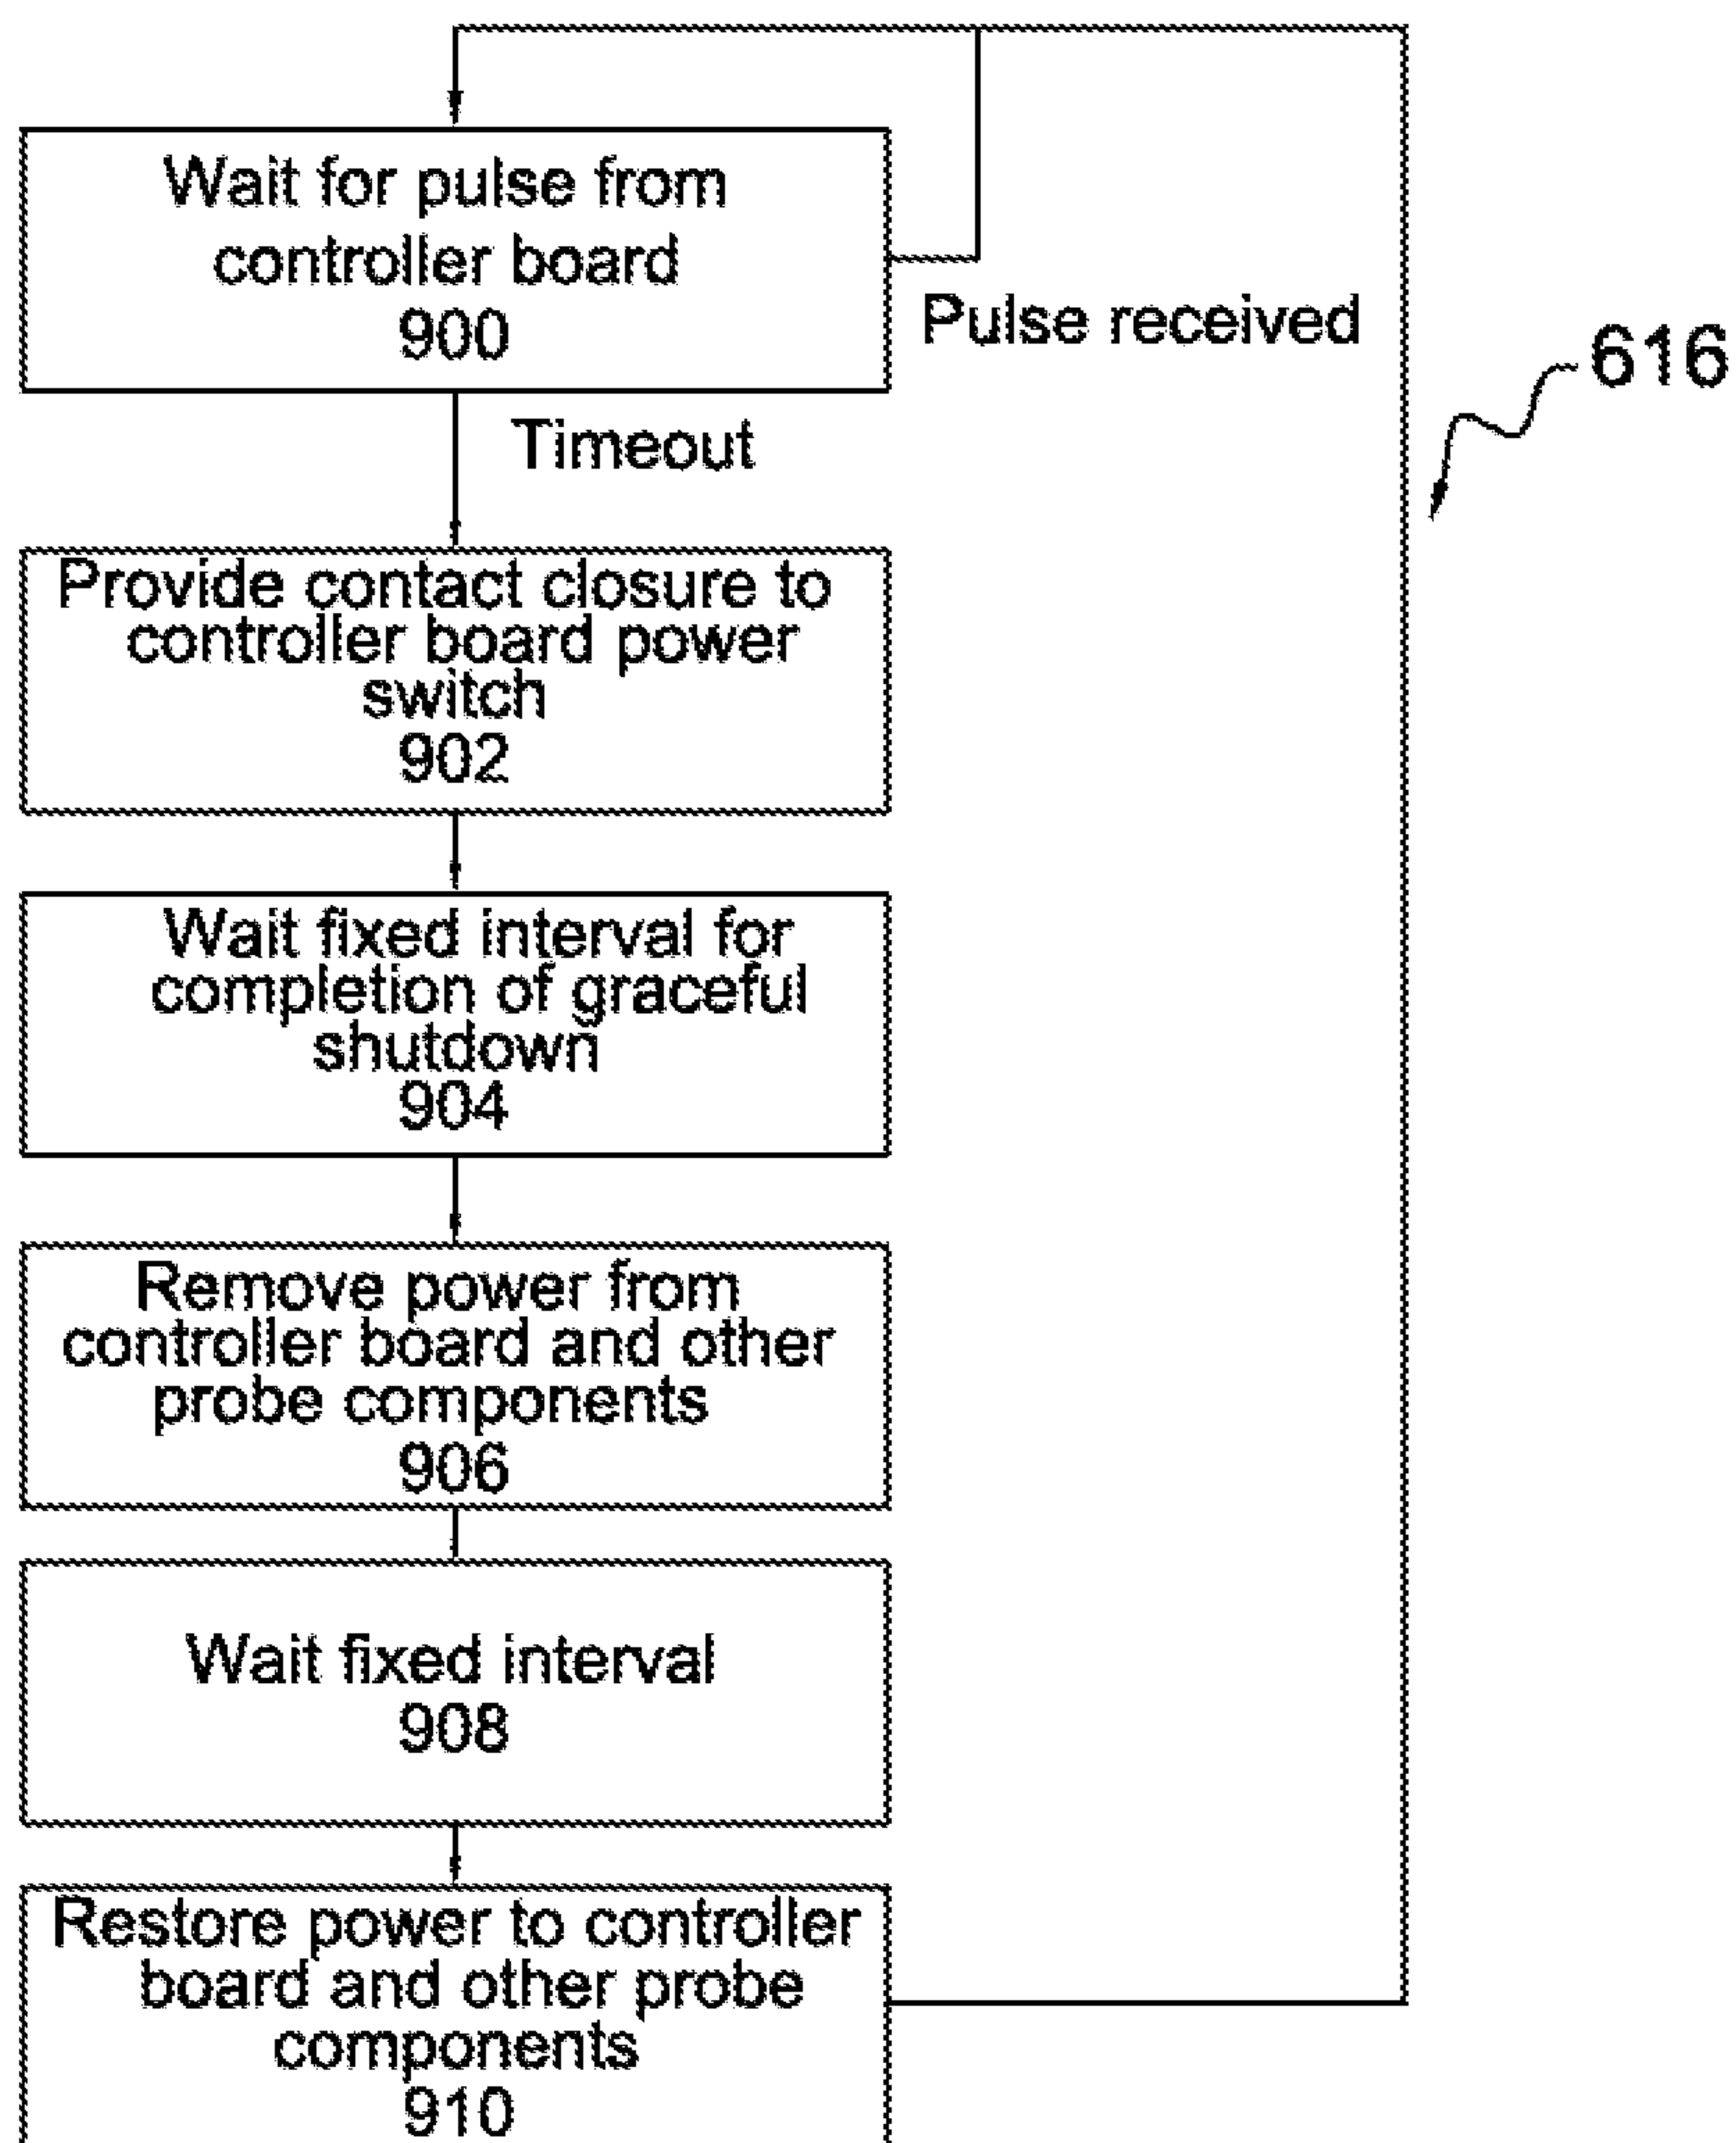 Wait for pulse from
controller board
900
Pulse received
616
Timeout
Provide contact closure to
controller board power
switch
902
Wait fixed interval for
completion of graceful
shutdown
904
Remove power from
controller board and other
probe components
906
Wait fixed interval
908
Restore power to controller
board and other probe
components
910